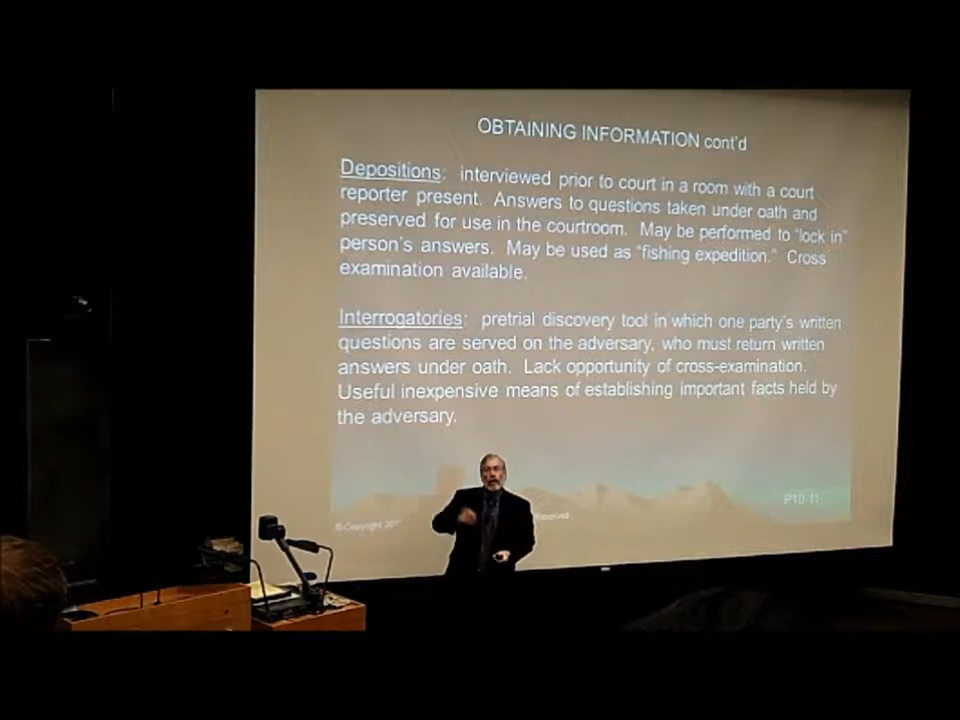 OBTAINING INFORMATION cont'd
Depositions: interviewed prior to court in a room with a court
reporter present. Answers to questions taken under oath and
preserved for use in the courtroom. May be performed to "lock in"
person's answers. May be used as "fishing expedition." Cross
examination available.
Interrogatories: pretrial discovery tool in which one party's written
questions are served on the adversary, who must return written
answers under oath. Lack opportunity of cross-examination.
Useful inexpensive means of establishing important facts held by
the adversary.
P10-11
© Copyright